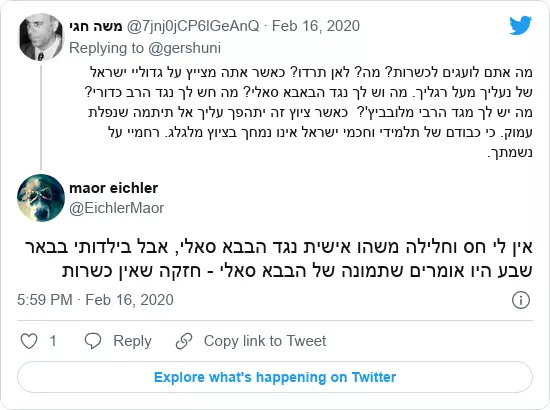 משה חגי @7jnj0jCP6lGeAnQ · Feb 16, 2020
Replying to @gershuni
מה אתם לועגים לכשרות? מה? לאן תרדו? כאשר אתה מצייץ על גדוליי ישראל
של נעליך מעל רגליך. מה וש לך נגד הבאבא סאלי? מה חש לך נגד הרב כדורי?
מה יש לך מגד הרבי מלובביץ'? כאשר ציוץ זה יתהפך עליך אל תיתמה שנפלת
עמוק. כי כבודם של תלמידי וחכמי ישראל אינו נמחך בציוץ מלגלג. רחמיי על
נשמתך.
maor eichler
@EichlerMaor
אין לי חס וחלילה משהו אישית נגד הבבא סאלי, אבל בילדותי בבאר
שבע היו אומרים שתמונה של הבבא סאלי - חזקה שאין כשרות
5:59 PM · Feb 16, 2020
1 Reply Copy link to Tweet
Explore what's happening on Twitter